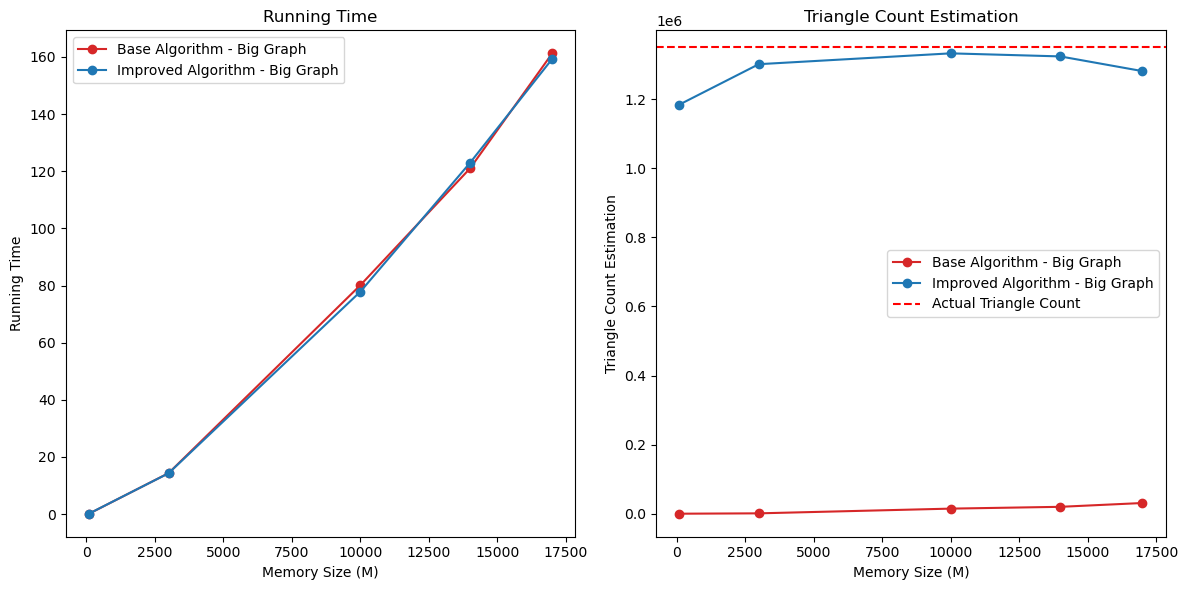 Running Time
Base Algorithm - Big Graph
Improved Algorithm - Big Graph
Running Time
160
140
120
100
80
60
40
20
0
0
2500
5000
7500
10000
12500
15000
17500
Memory Size (M)
Triangle Count Estimation
1e6
Triangle Count Estimation
1.2
1.0
0.8
0.6
0.4
0.2
0.0
Base Algorithm - Big Graph
Improved Algorithm - Big Graph
Actual Triangle Count
0
2500
5000
7500
10000
12500
15000
17500
Memory Size (M)